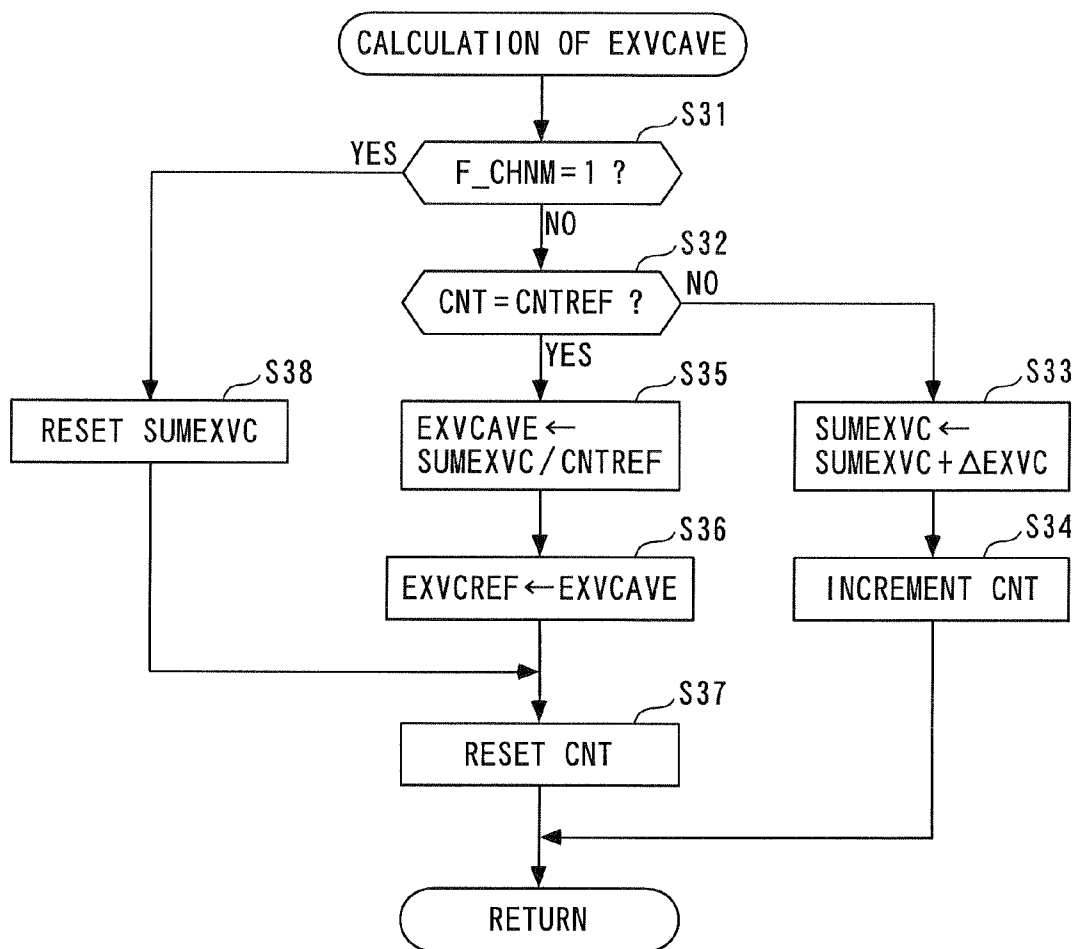 CALCULATION OF EXVCAVE
S31
YES
F_CHNM=1 ?
NO
S32
CNT=CNTREF ?
NO
YES
S38
RESET SUMEXVC
S35
EXVCAVE←
SUMEXVC/CNTREF
S33
SUMEXVC←
SUMEXVC+ΔEXVC
S36
EXVCREF←EXVCAVE
S34
INCREMENT CNT
S37
RESET CNT
RETURN